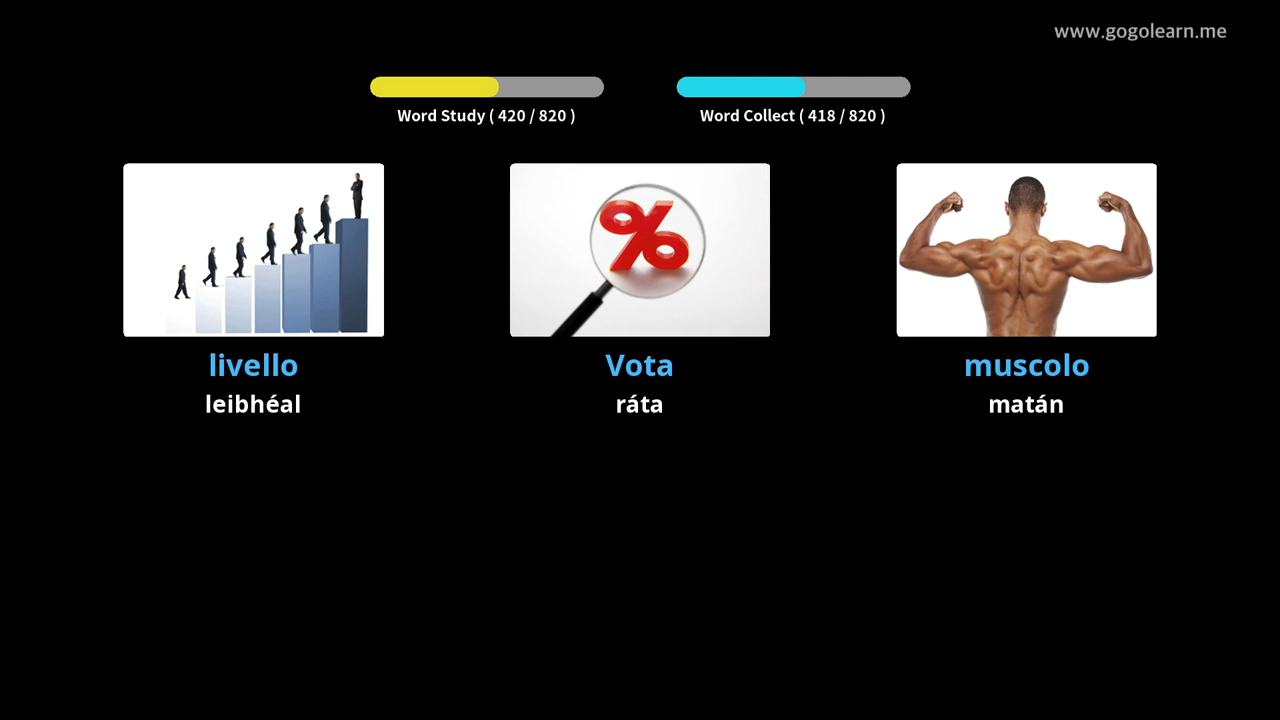 www.gogolearn.me
Word Study ( 420 / 820 )
Word Collect ( 418 / 820 )
%
livello
Vota
muscolo
leibhéal
ráta
matán